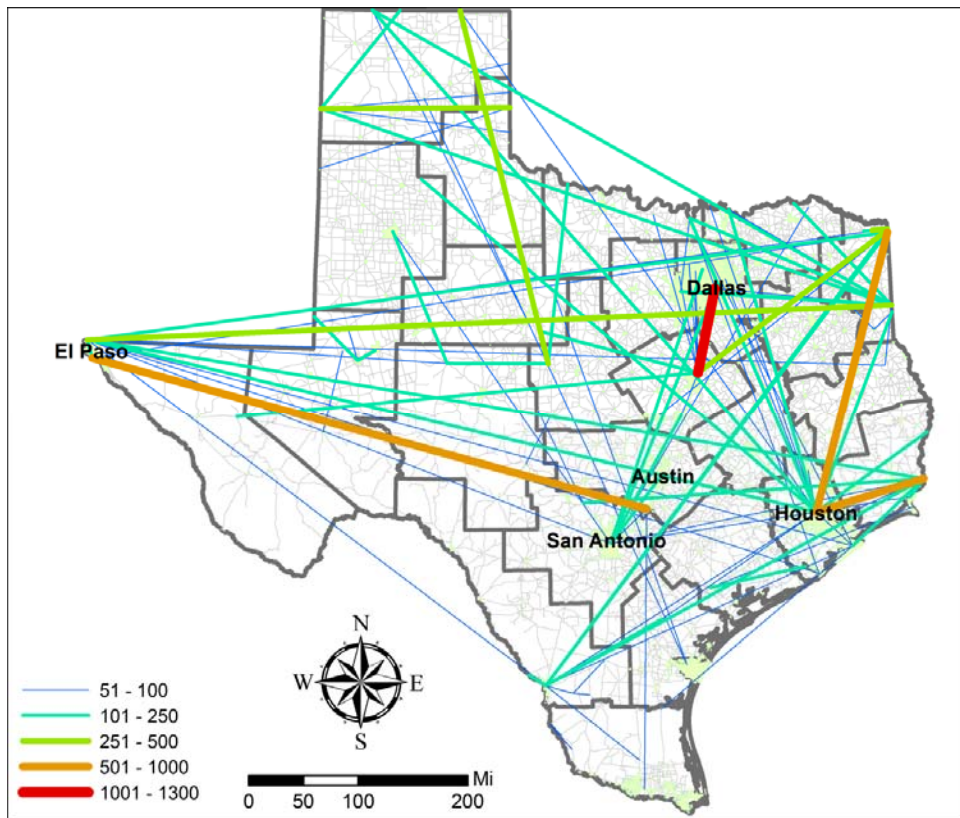 Dallas
El Paso
Austin
Houston
San Antonio
N
W E
S
51 - 100
101 - 250
251 - 500
501 - 1000
1001 - 1300
Mi
0 50 100 200